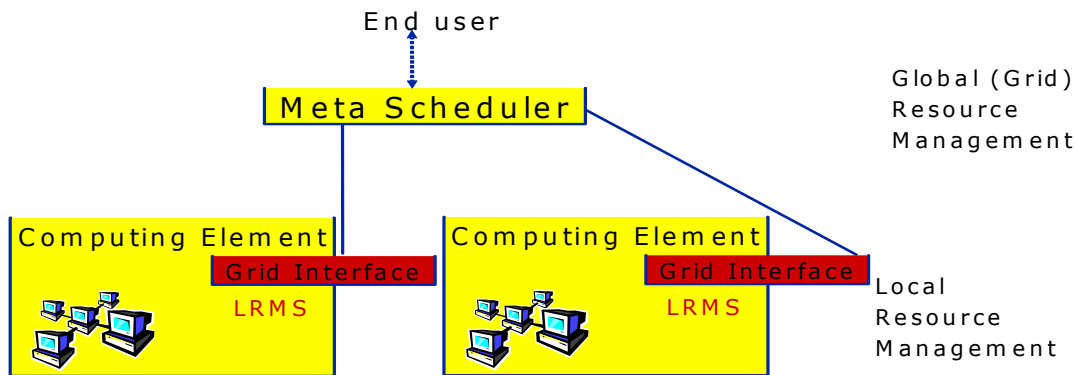 End user
Meta Scheduler
Global (Grid)
Resource
Management
Computing Element
Grid Interface
LRMS
Computing Element
Grid Interface
LRMS
Local
Resource
Management